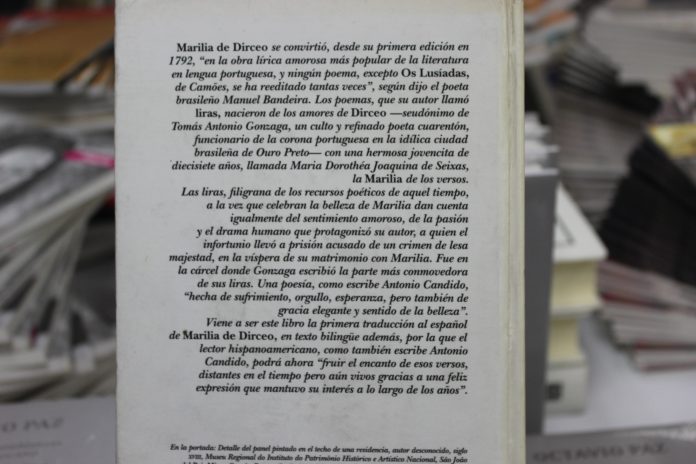 Marilia de Dirceo se convirtió, desde su primera edición en
1792, “en la obra lírica amorosa más popular de la literatura
en lengua portuguesa, y ningún poema, excepto Os Lusíadas,
de Camões, se ha reeditado tantas veces”, según dijo el poeta
brasileño Manuel Bandeira. Los poemas, que su autor llamó
liras, nacieron de los amores de Dirceo —seudónimo de
Tomás Antonio Gonzaga, un culto y refinado poeta cuarentón,
funcionario de la corona portuguesa en la idílica ciudad
brasileña de Ouro Preto— con una hermosa jovencita de
diecisiete años, llamada Maria Dorothéa Joaquina de Seixas,
la Marilia de los versos.
Las liras, filigrana de los recursos poéticos de aquel tiempo,
a la vez que celebran la belleza de Marilia dan cuenta
igualmente del sentimiento amoroso, de la pasión
y el drama humano que protagonizó su autor, a quien el
infortunio llevó a prisión acusado de un crimen de lesa
majestad, en la víspera de su matrimonio con Marilia. Fue en
la cárcel donde Gonzaga escribió la parte más conmovedora
de sus liras. Una poesía, como escribe Antonio Candido,
“hecha de sufrimiento, orgullo, esperanza, pero también de
gracia elegante y sentido de la belleza”.
Viene a ser este libro la primera traducción al español
de Marilia de Dirceo, en texto bilingüe además, por la que el
lector hispanoamericano, como también escribe Antonio
Candido, podrá ahora “fruir el encanto de esos versos,
distantes en el tiempo pero aún vivos gracias a una feliz
expresión que mantuvo su interés a lo largo de los años”.
En la portada: Detalle del panel pintado en el techo de una residencia, autor desconocido, siglo
XVIII, Museu Regional do Instituto do Patrimônio Histórico e Artístico Nacional, São João
OCTAVIO PAZ